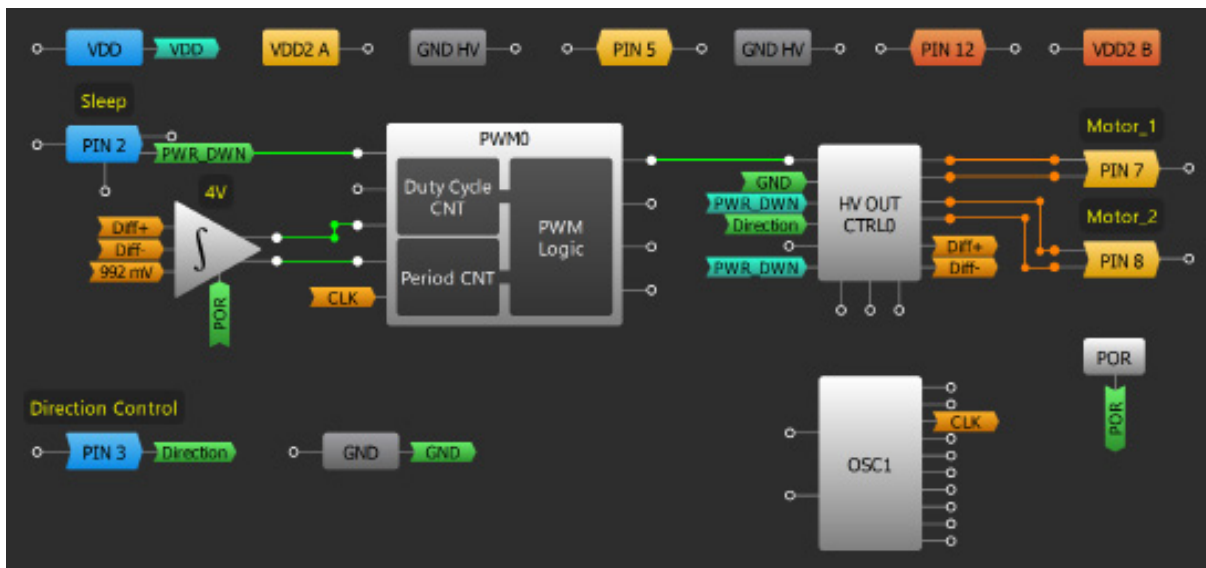 VDD
VDD
VDD2 A
GND HV
PIN 5
GND HV
PIN 12
VDD2 B
Sleep
PIN 2
PWR_DWN
4V
Diff+
Diff-
992 mV
POR
PWM0
Duty Cycle
CNT
Period CNT
PWM
Logic
CLK
GND
PWR_DWN
Direction
PWR_DWN
HV OUT
CTRL0
Diff+
Diff-
Motor_1
PIN 7
Motor_2
PIN 8
POR
POR
Direction Control
PIN 3
Direction
GND
GND
OSC1
CLK